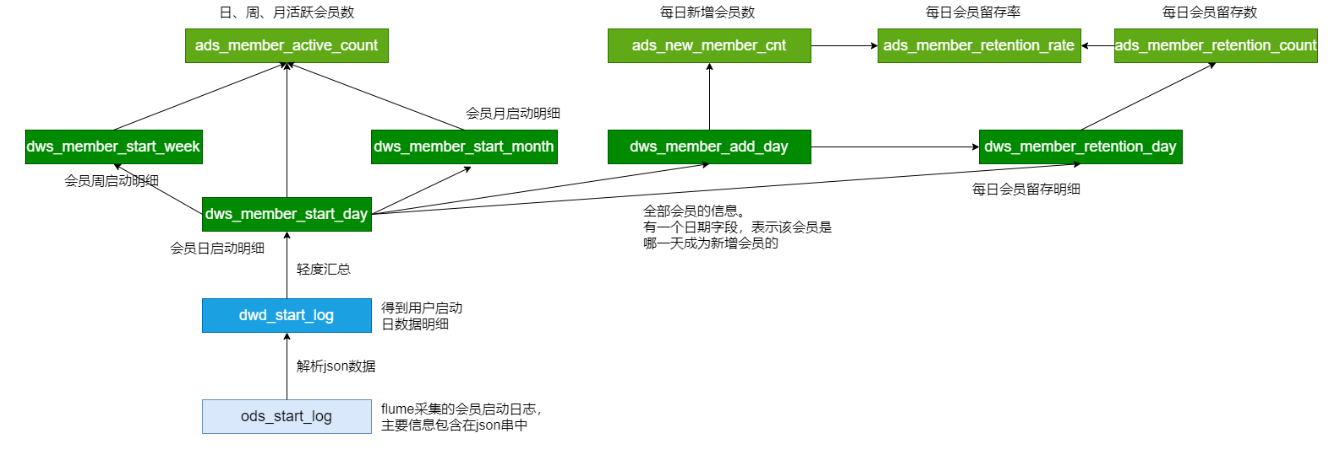 日、周、月活跃会员数
每日新增会员数
每日会员留存率
每日会员留存数
ads_member_active_count
ads_new_member_cnt
ads_member_retention_rate
ads_member_retention_count
会员月启动明细
dws_member_start_week
dws_member_start_month
dws_member_add_day
dws_member_retention_day
会员周启动明细
每日会员留存明细
dws_member_start_day
全部会员的信息。
有一个日期字段，表示该会员是
哪一天成为新增会员的
会员日启动明细
轻度汇总
dwd_start_log
得到用户启动
日数据明细
解析json数据
ods_start_log
flume采集的会员启动日志，
主要信息包含在json串中